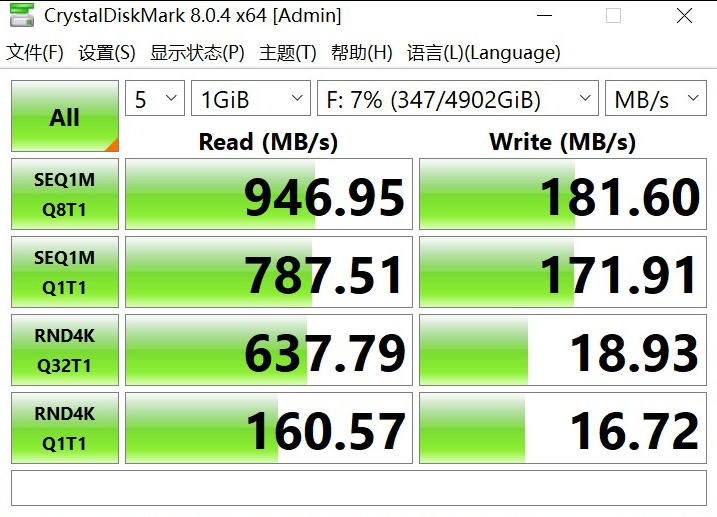 CrystalDiskMark 8.0.4 x64 [Admin]
文件(F) 设置(S) 显示状态(P) 主题(T) 帮助(H) 语言(L)(Language)
All 5 1GiB F: 7% (347/4902GiB) MB/s
Read (MB/s) Write (MB/s)
SEQ1M
Q8T1 946.95 181.60
SEQ1M
Q1T1 787.51 171.91
RND4K
Q32T1 637.79 18.93
RND4K
Q1T1 160.57 16.72